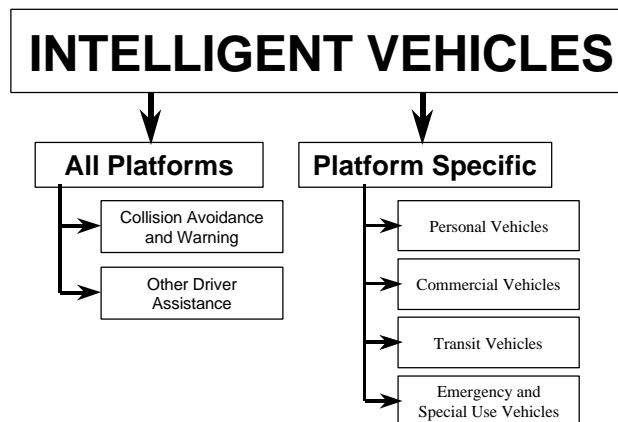 INTELLIGENT VEHICLES
All Platforms
Collision Avoidance
and Warning
Other Driver
Assistance
Platform Specific
Personal Vehicles
Commercial Vehicles
Transit Vehicles
Emergency and
Special Use Vehicles